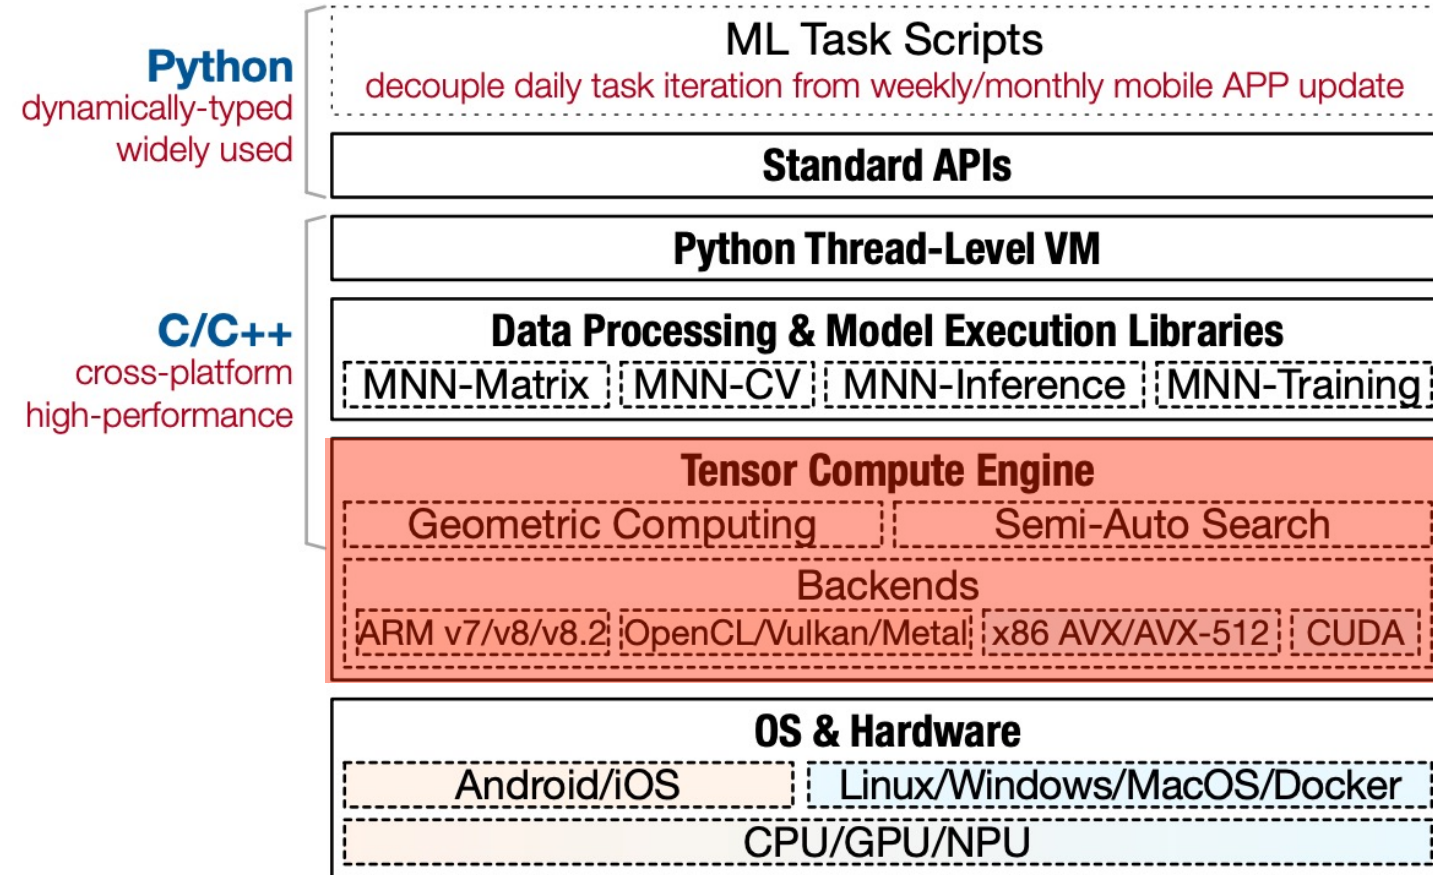 Python
dynamically-typed
widely used
ML Task Scripts
decouple daily task iteration from weekly/monthly mobile APP update
Standard APIs
C/C++
cross-platform
high-performance
Python Thread-Level VM
Data Processing & Model Execution Libraries
MNN-Matrix MNN-CV MNN-Inference MNN-Training
Tensor Compute Engine
Geometric Computing Semi-Auto Search
Backends
ARM v7/v8/v8.2 OpenCL/Vulkan/Metal x86 AVX/AVX-512 CUDA
OS & Hardware
Android/iOS Linux/Windows/MacOS/Docker
CPU/GPU/NPU